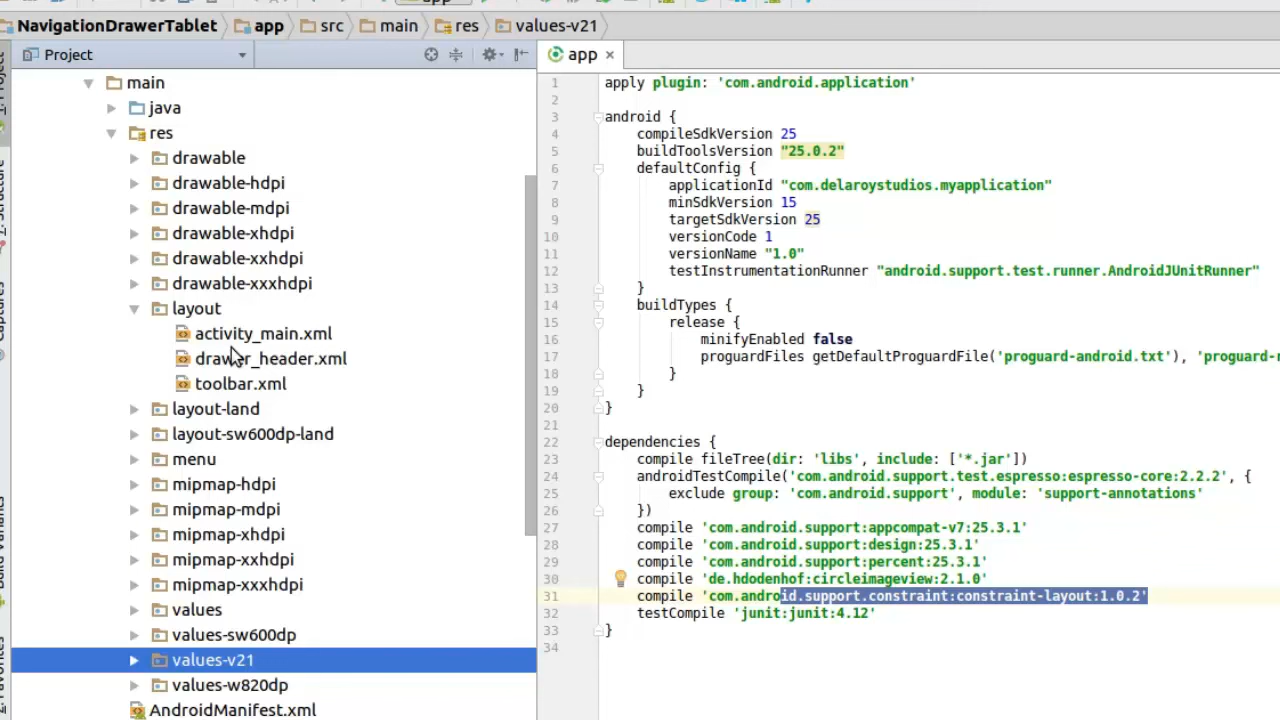 app
NavigationDrawerTablet app src main res values-v21
Project
app ×
1: Project
Structure
Captures
Build Variants
Favorites
main
java
res
drawable
drawable-hdpi
drawable-mdpi
drawable-xhdpi
drawable-xxhdpi
drawable-xxxhdpi
layout
activity_main.xml
drawer_header.xml
toolbar.xml
layout-land
layout-sw600dp-land
menu
mipmap-hdpi
mipmap-mdpi
mipmap-xhdpi
mipmap-xxhdpi
mipmap-xxxhdpi
values
values-sw600dp
values-v21
values-w820dp
AndroidManifest.xml
1 apply plugin: 'com.android.application'
2
3 android {
4 compileSdkVersion 25
5 buildToolsVersion "25.0.2"
6 defaultConfig {
7 applicationId "com.delaroystudios.myapplication"
8 minSdkVersion 15
9 targetSdkVersion 25
10 versionCode 1
11 versionName "1.0"
12 testInstrumentationRunner "android.support.test.runner.AndroidJUnitRunner"
13 }
14 buildTypes {
15 release {
16 minifyEnabled false
17 proguardFiles getDefaultProguardFile('proguard-android.txt'), 'proguard-
18 }
19 }
20 }
21
22 dependencies {
23 compile fileTree(dir: 'libs', include: ['*.jar'])
24 androidTestCompile('com.android.support.test.espresso:espresso-core:2.2.2', {
25 exclude group: 'com.android.support', module: 'support-annotations'
26 })
27 compile 'com.android.support:appcompat-v7:25.3.1'
28 compile 'com.android.support:design:25.3.1'
29 compile 'com.android.support:percent:25.3.1'
30 compile 'de.hdodenhof:circleimageview:2.1.0'
31 compile 'com.android.support.constraint:constraint-layout:1.0.2'
32 testCompile 'junit:junit:4.12'
33 }
34